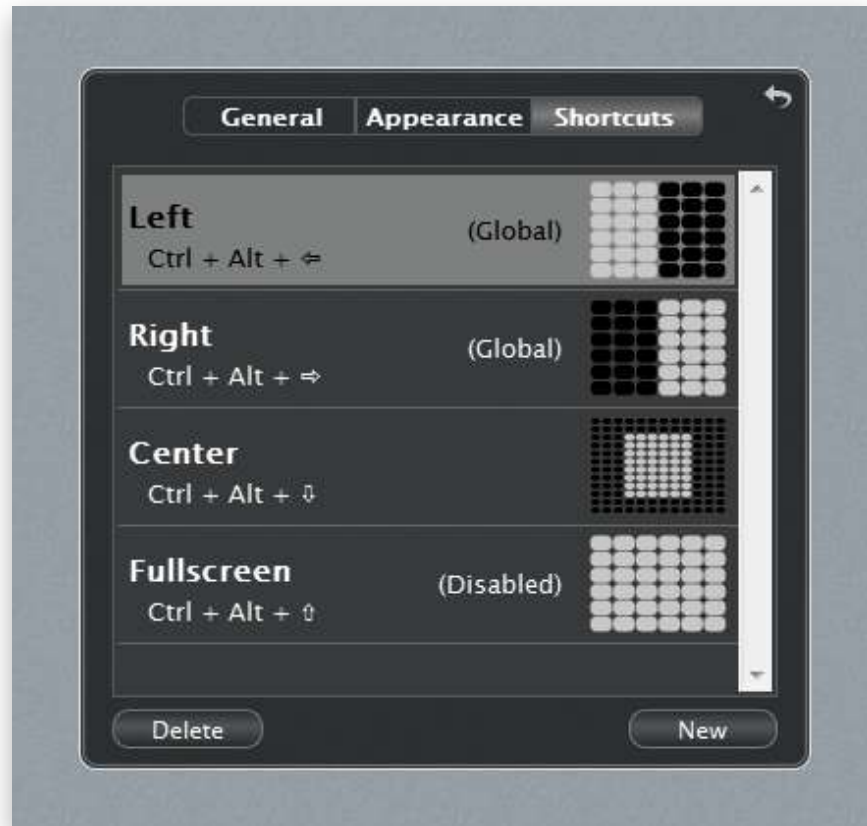 General Appearance Shortcuts
Left
(Global)
Ctrl + Alt + ⇦
Right
(Global)
Ctrl + Alt + ⇨
Center
Ctrl + Alt + ⇩
Fullscreen
(Disabled)
Ctrl + Alt + ⇧
Delete New